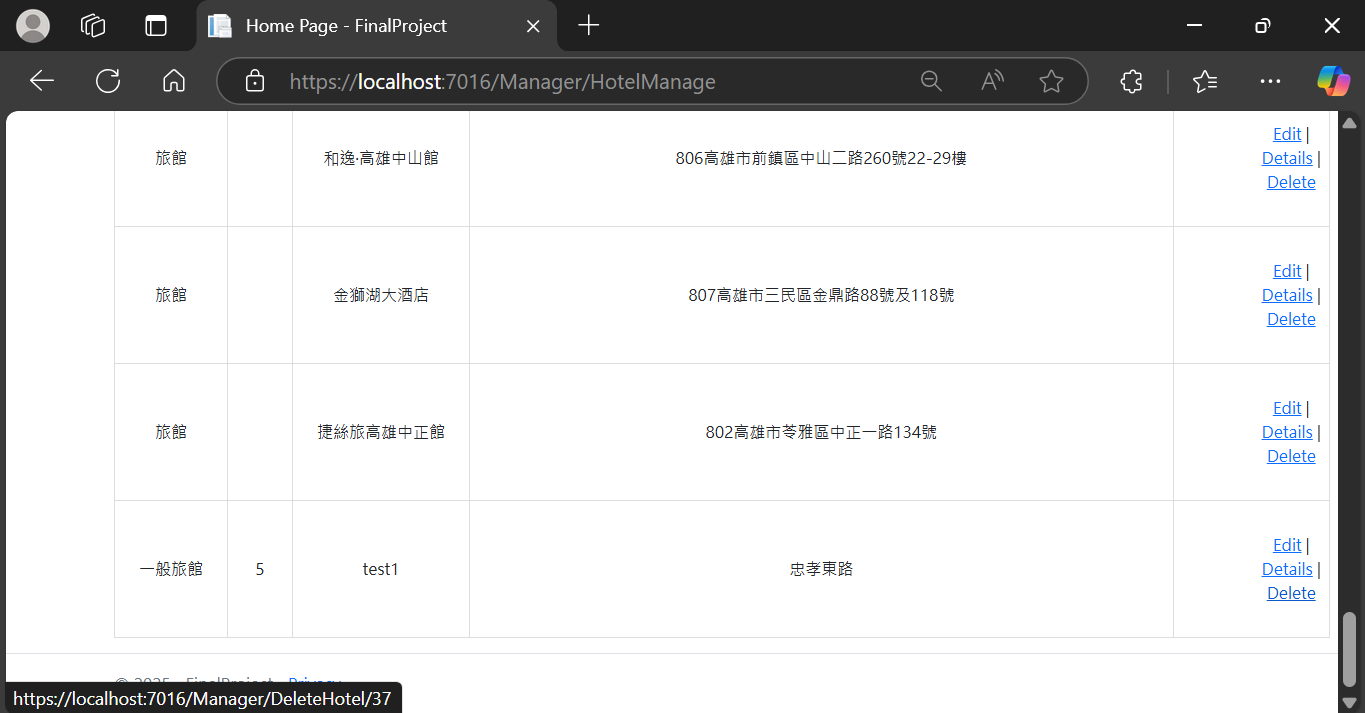 Home Page - FinalProject
https://localhost:7016/Manager/HotelManage
旅館 和逸·高雄中山館 806高雄市前鎮區中山二路260號22-29樓 Edit |
Details |
Delete
旅館 金獅湖大酒店 807高雄市三民區金鼎路88號及118號 Edit |
Details |
Delete
旅館 捷絲旅高雄中正館 802高雄市苓雅區中正一路134號 Edit |
Details |
Delete
一般旅館 5 test1 忠孝東路 Edit |
Details |
Delete
© 2025 - FinalProject - Privacy
https://localhost:7016/Manager/DeleteHotel/37